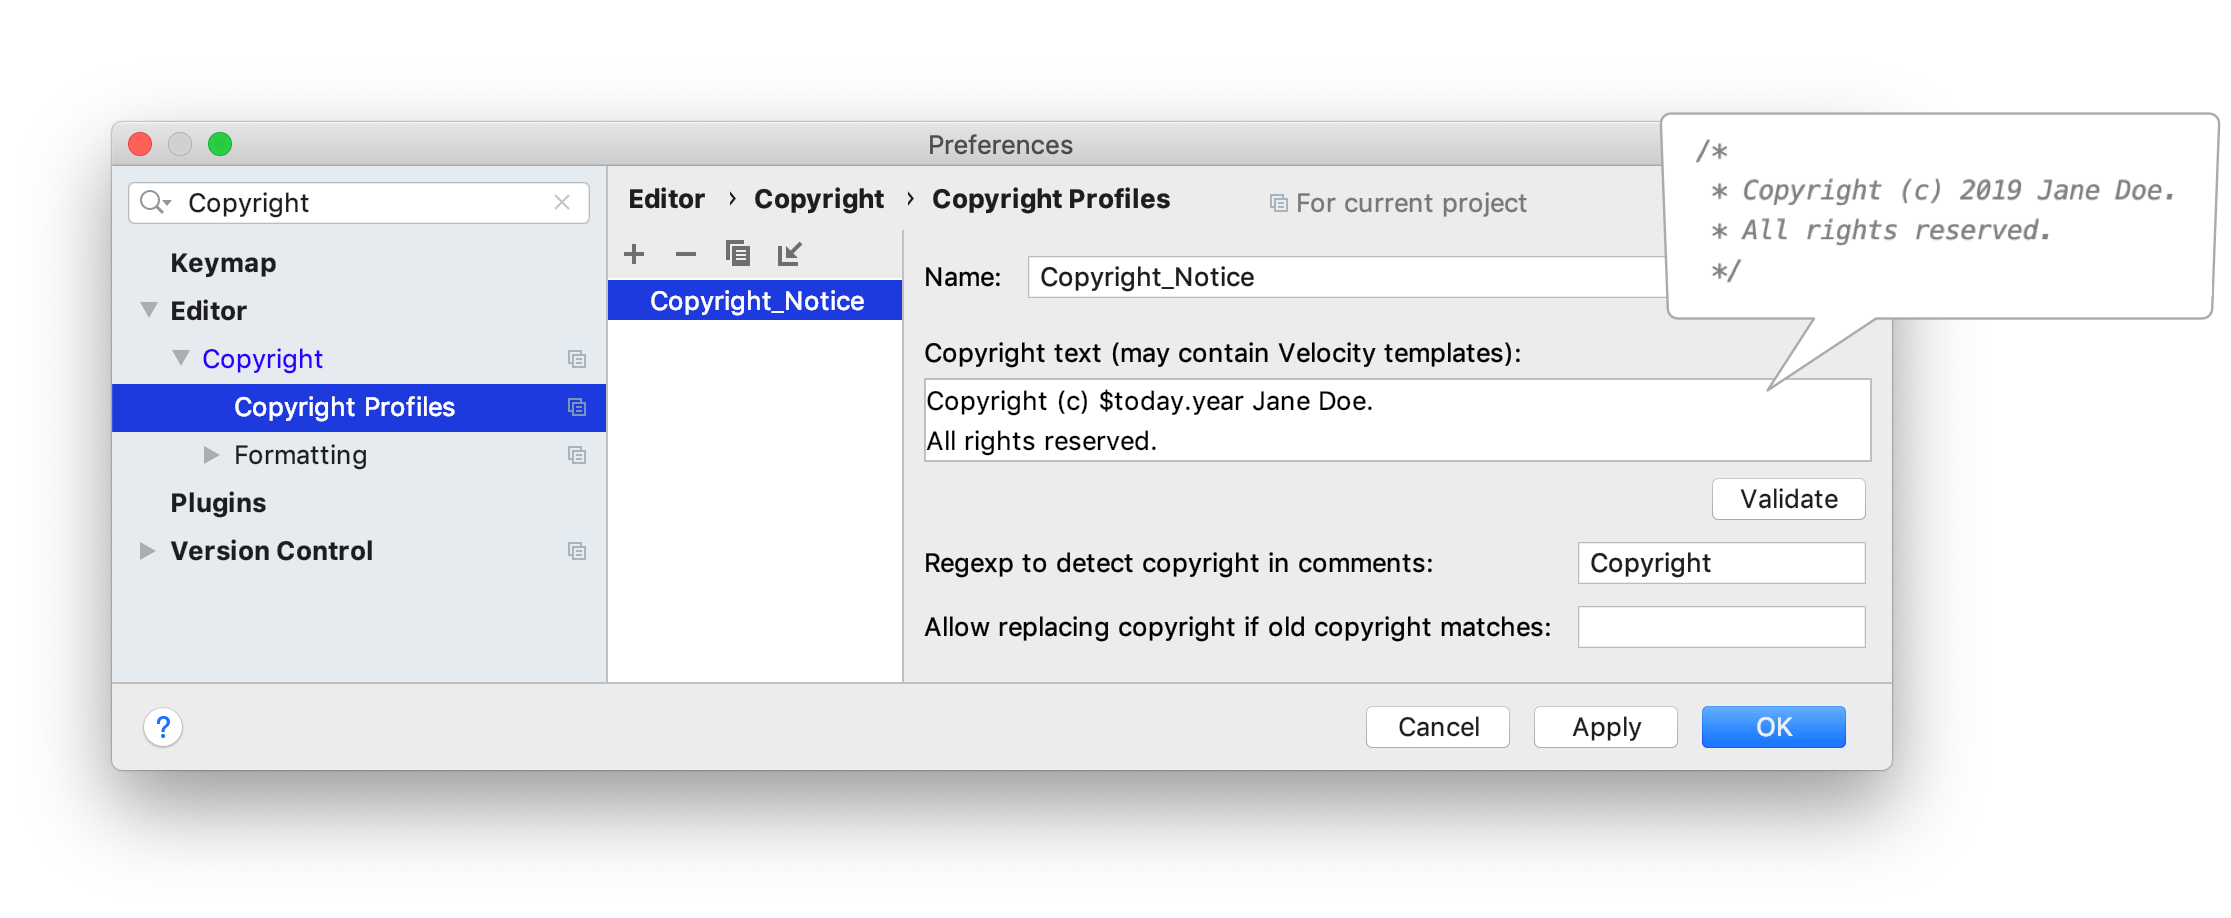 Preferences
Copyright
Keymap
Editor
Copyright
Copyright Profiles
Formatting
Plugins
Version Control
Editor › Copyright › Copyright Profiles
For current project
Copyright_Notice
Name: Copyright_Notice
Copyright text (may contain Velocity templates):
Copyright (c) $today.year Jane Doe.
All rights reserved.
Validate
Regexp to detect copyright in comments: Copyright
Allow replacing copyright if old copyright matches:
/*
* Copyright (c) 2019 Jane Doe.
* All rights reserved.
*/
?
Cancel
Apply
OK